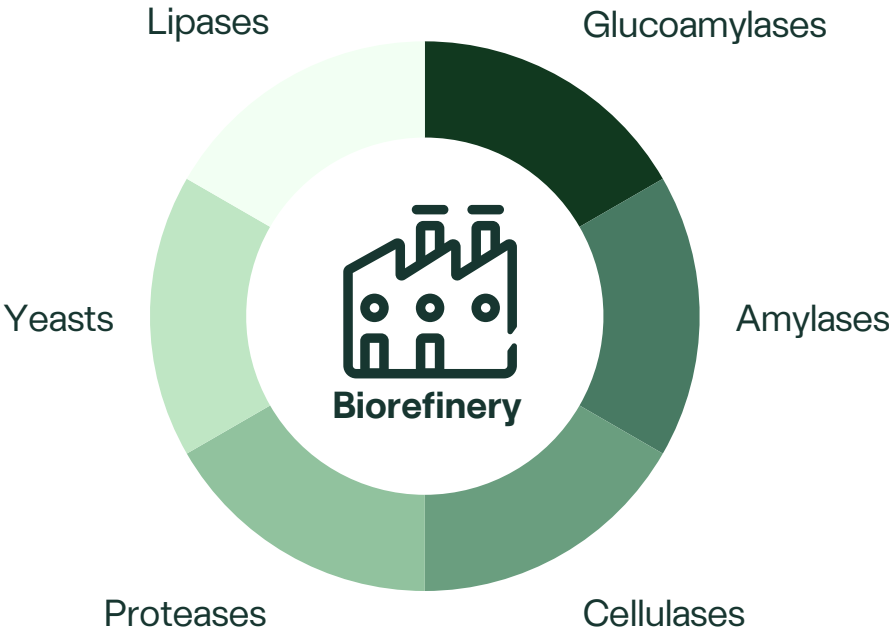 Lipases
Glucoamylases
Yeasts
Amylases
Biorefinery
Proteases
Cellulases